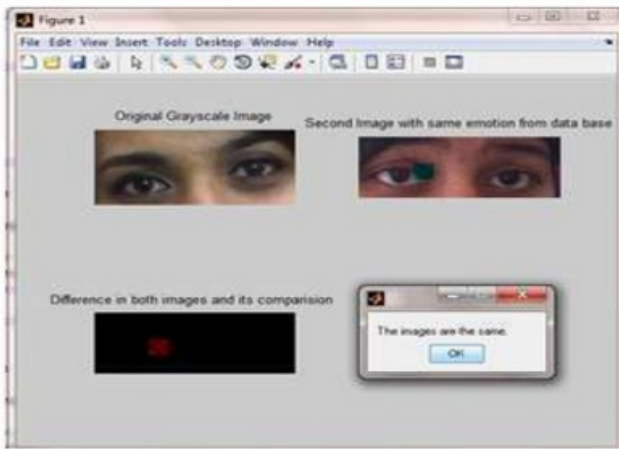 Figure 1
File Edit View Insert Tools Desktop Window Help
Original Grayscale Image
Second Image with same emotion from data base
Difference in both images and its comparision
The images are the same.
OK